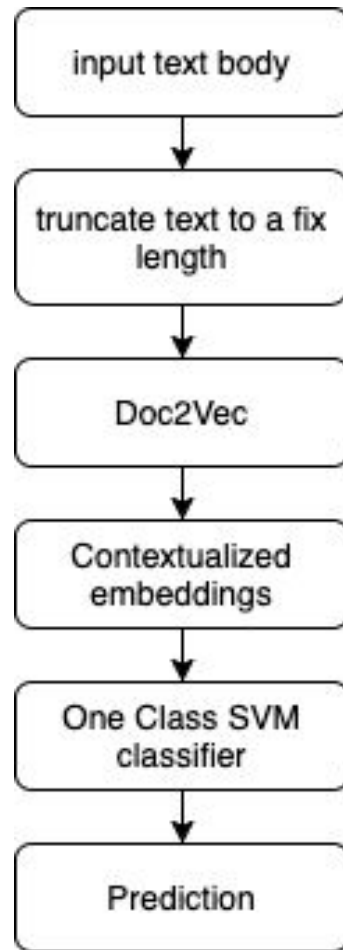 input text body
truncate text to a fix
length
Doc2Vec
Contextualized
embeddings
One Class SVM
classifier
Prediction